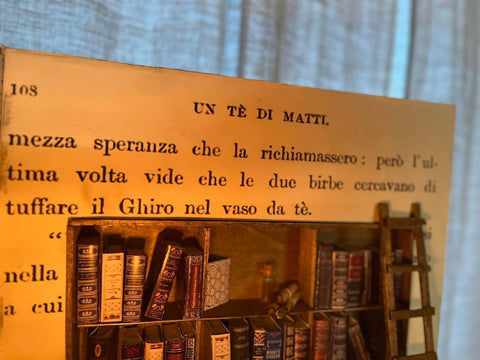 108
UN TÈ DI MATTI.
mezza speranza che la richiamassero: però l'ul-
tima volta vide che le due birbe cercavano di
tuffare il Ghiro nel vaso da tè.
“
nella
a cui